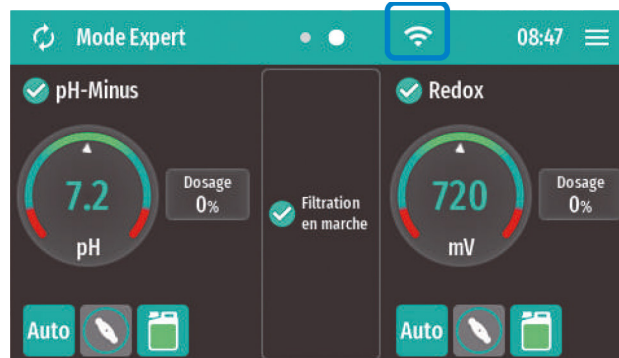 Mode Expert
08:47
pH-Minus
7.2
pH
Dosage
0%
Auto
Filtration
en marche
Redox
720
mV
Dosage
0%
Auto